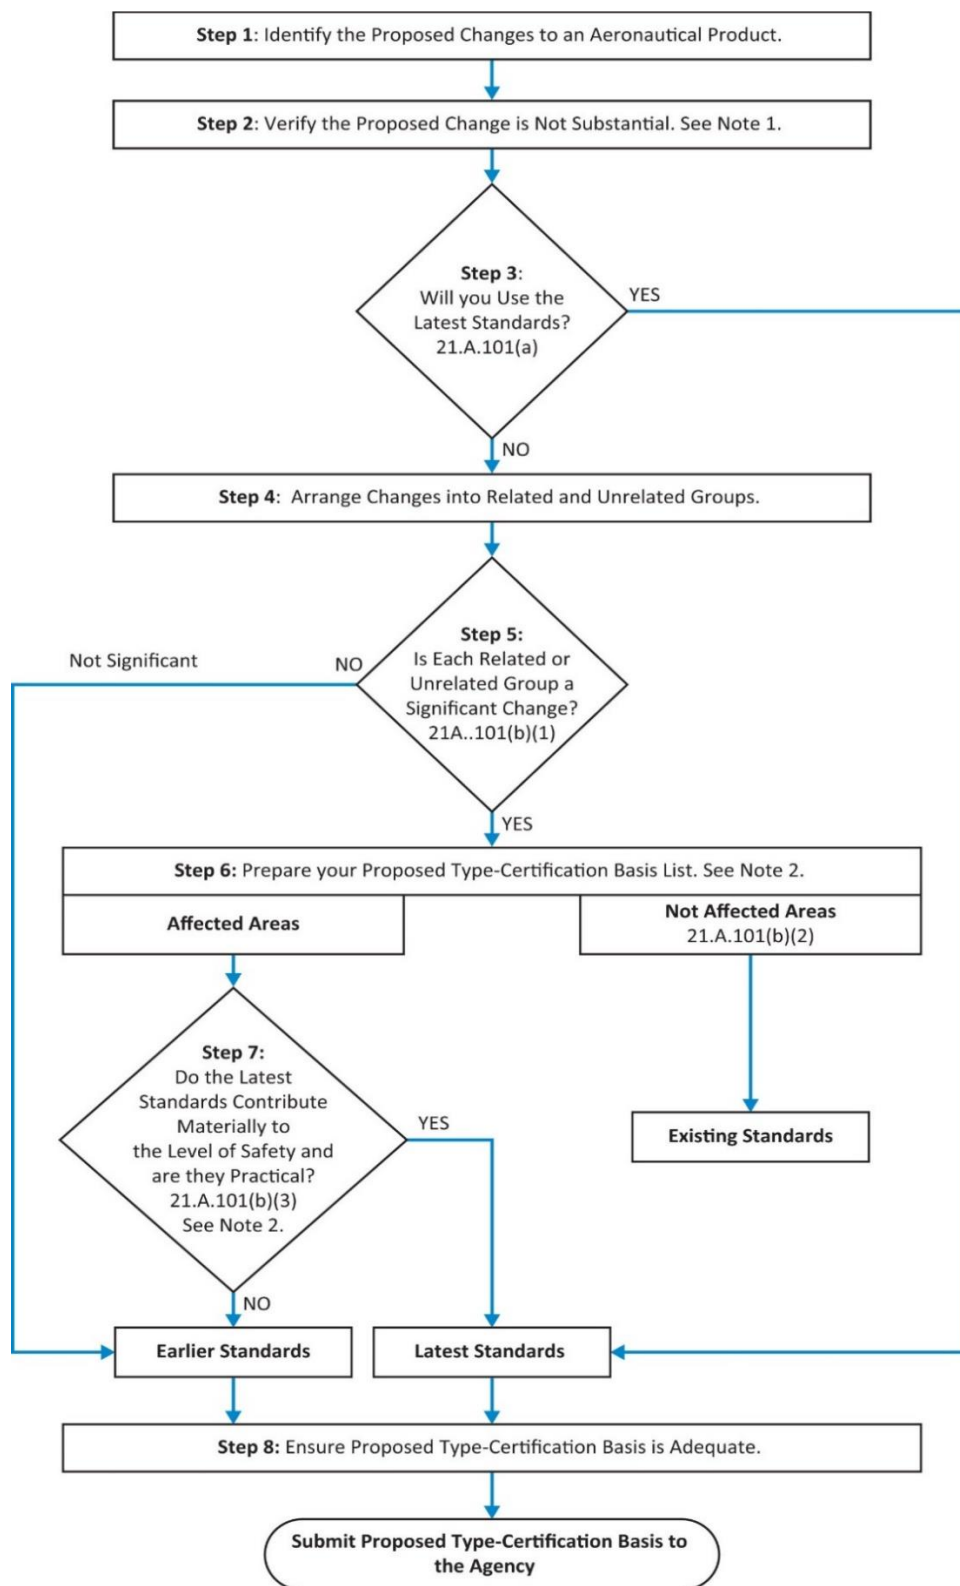 Step 1: Identify the Proposed Changes to an Aeronautical Product.
Step 2: Verify the Proposed Change is Not Substantial. See Note 1.
Step 3:
Will you Use the
Latest Standards?
21.A.101(a)
YES
NO
Step 4: Arrange Changes into Related and Unrelated Groups.
Step 5:
Is Each Related or
Unrelated Group a
Significant Change?
21A..101(b)(1)
Not Significant
NO
YES
Step 6: Prepare your Proposed Type-Certification Basis List. See Note 2.
Affected Areas
Not Affected Areas
21.A.101(b)(2)
Step 7:
Do the Latest
Standards Contribute
Materially to
the Level of Safety and
are they Practical?
21.A.101(b)(3)
See Note 2.
YES
Existing Standards
NO
Earlier Standards
Latest Standards
Step 8: Ensure Proposed Type-Certification Basis is Adequate.
Submit Proposed Type-Certification Basis to
the Agency